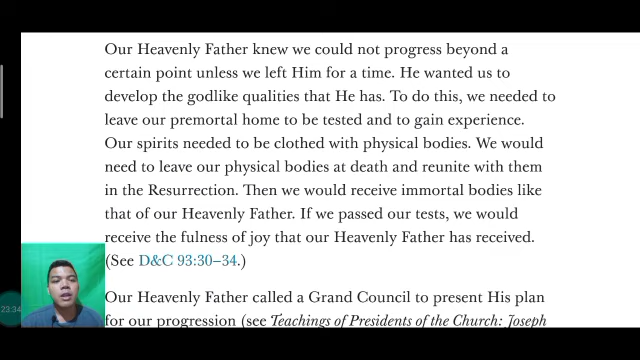 Our Heavenly Father knew we could not progress beyond a
certain point unless we left Him for a time. He wanted us to
develop the godlike qualities that He has. To do this, we needed to
leave our premortal home to be tested and to gain experience.
Our spirits needed to be clothed with physical bodies. We would
need to leave our physical bodies at death and reunite with them
in the Resurrection. Then we would receive immortal bodies like
that of our Heavenly Father. If we passed our tests, we would
receive the fulness of joy that our Heavenly Father has received.
(See D&C 93:30–34.)
Our Heavenly Father called a Grand Council to present His plan
for our progression (see Teachings of Presidents of the Church: Joseph
23:34